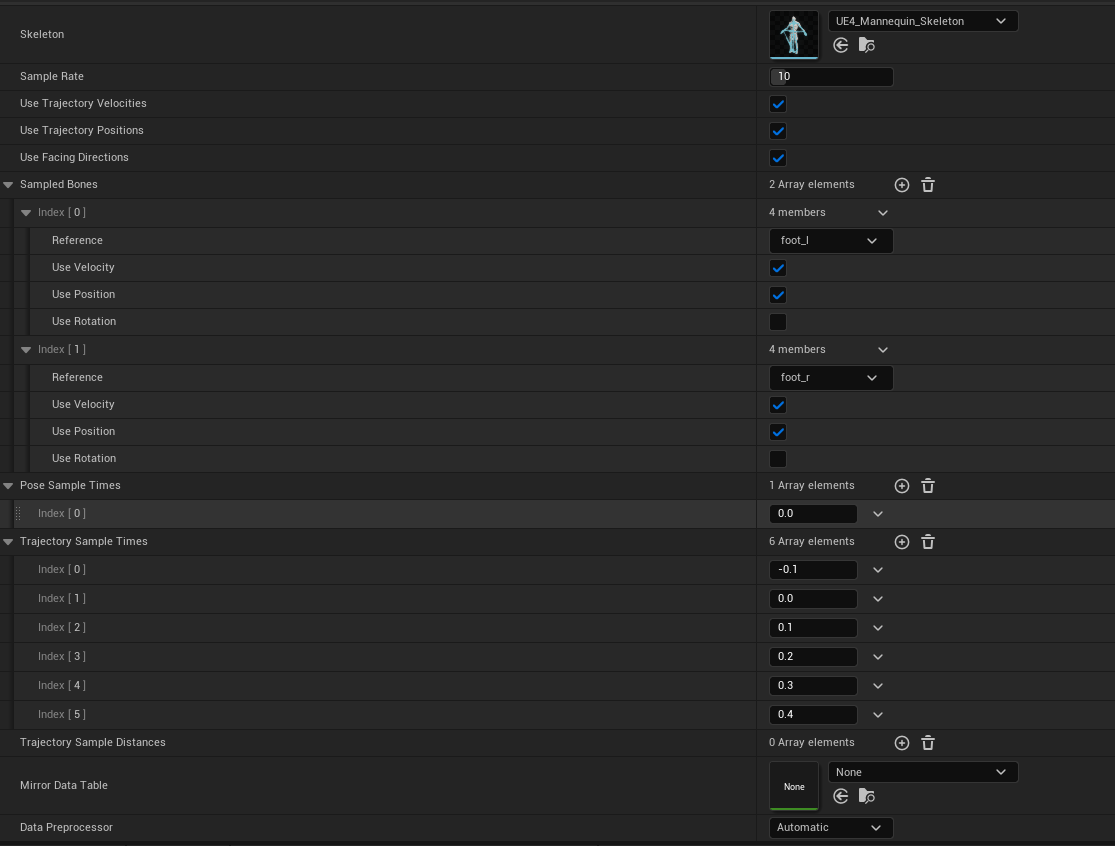 Skeleton
UE4_Mannequin_Skeleton
Sample Rate
10
Use Trajectory Velocities
Use Trajectory Positions
Use Facing Directions
Sampled Bones
2 Array elements
Index [ 0 ]
4 members
Reference
foot_l
Use Velocity
Use Position
Use Rotation
Index [ 1 ]
4 members
Reference
foot_r
Use Velocity
Use Position
Use Rotation
Pose Sample Times
1 Array elements
Index [ 0 ]
0.0
Trajectory Sample Times
6 Array elements
Index [ 0 ]
-0.1
Index [ 1 ]
0.0
Index [ 2 ]
0.1
Index [ 3 ]
0.2
Index [ 4 ]
0.3
Index [ 5 ]
0.4
Trajectory Sample Distances
0 Array elements
Mirror Data Table
None
None
Data Preprocessor
Automatic